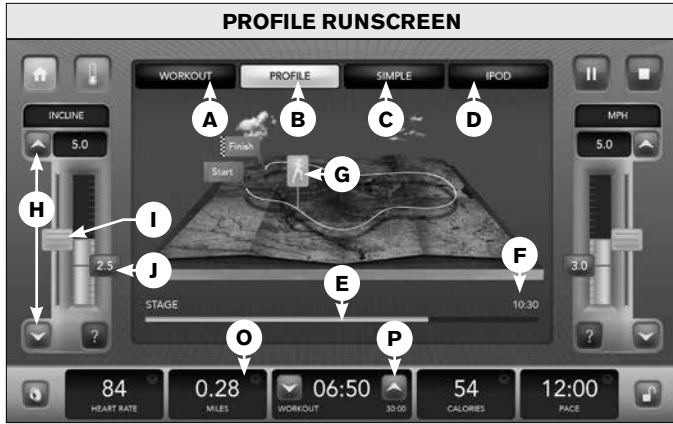 PROFILE RUNSCREEN
WORKOUT PROFILE SIMPLE IPOD
A B C D
INCLINE MPH
5.0 5.0
Finish
Start
G
H
I
J
2.5 3.0
F
E
STAGE 10:30
? ?
O P
84 0.28 06:50 54 12:00
HEART RATE MILES WORKOUT 30:00 CALORIES PACE